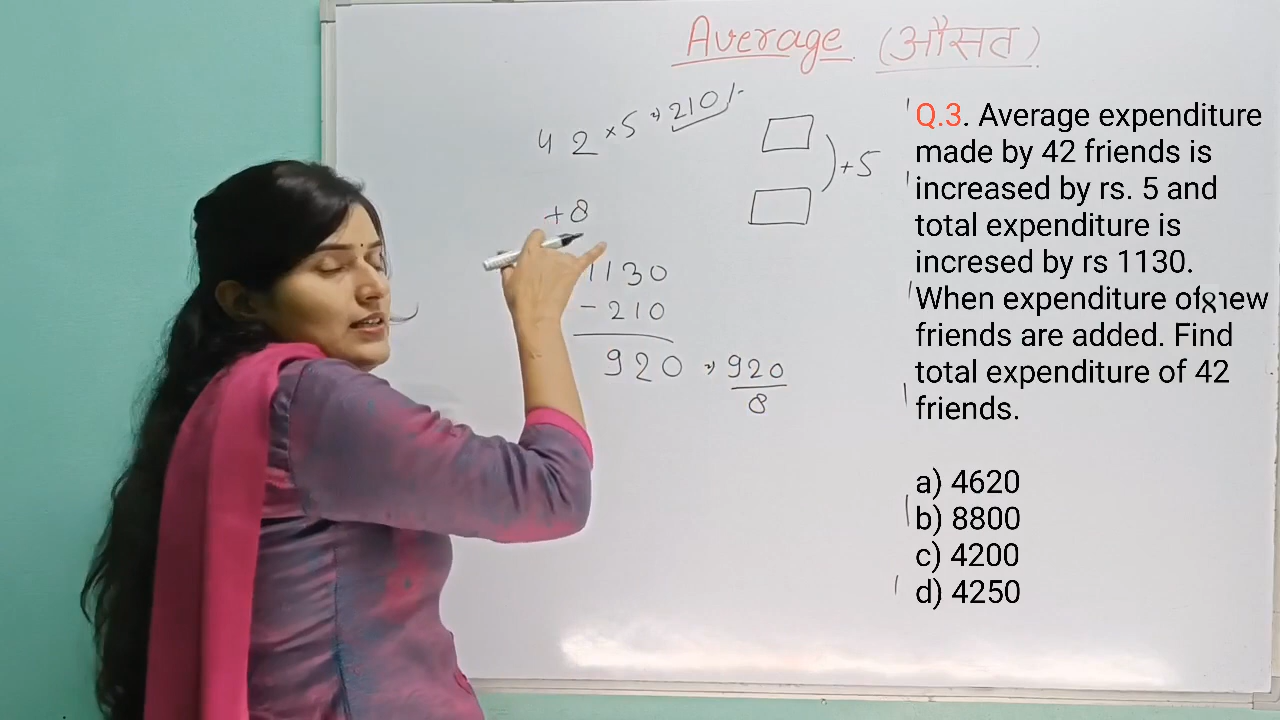 Average (औसत)
42 × 5 → 210/-
+5
+8
1130
- 210
920 → 920
8
Q.3. Average expenditure
made by 42 friends is
increased by rs. 5 and
total expenditure is
incresed by rs 1130.
When expenditure of 8 new
friends are added. Find
total expenditure of 42
friends.
a) 4620
b) 8800
c) 4200
d) 4250